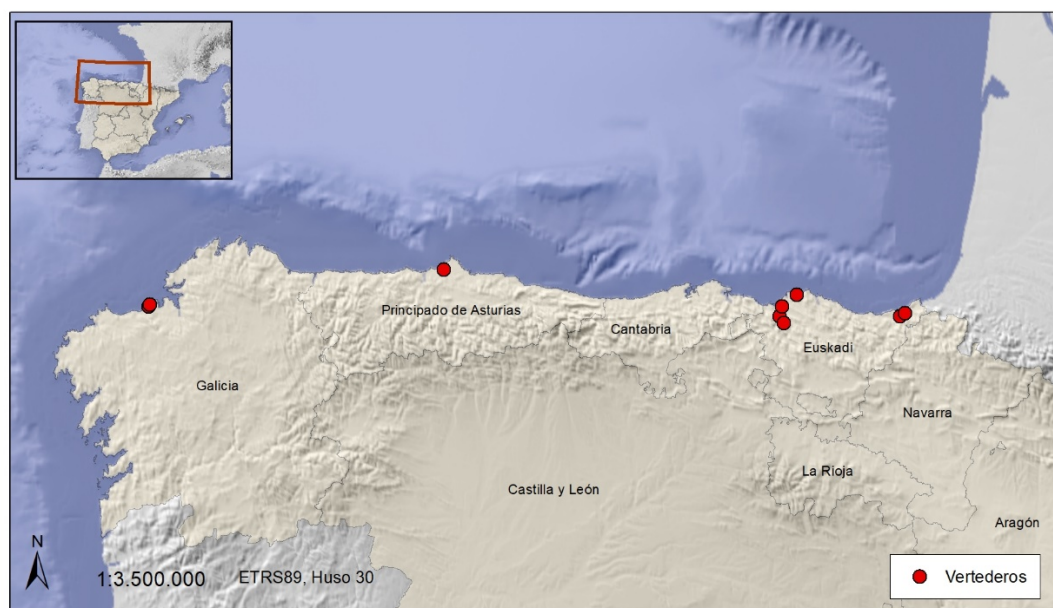 Principado de Asturias
Cantabria
Euskadi
Galicia
Navarra
La Rioja
Castilla y León
Aragón
N
1:3.500.000
ETRS89, Huso 30
Vertederos